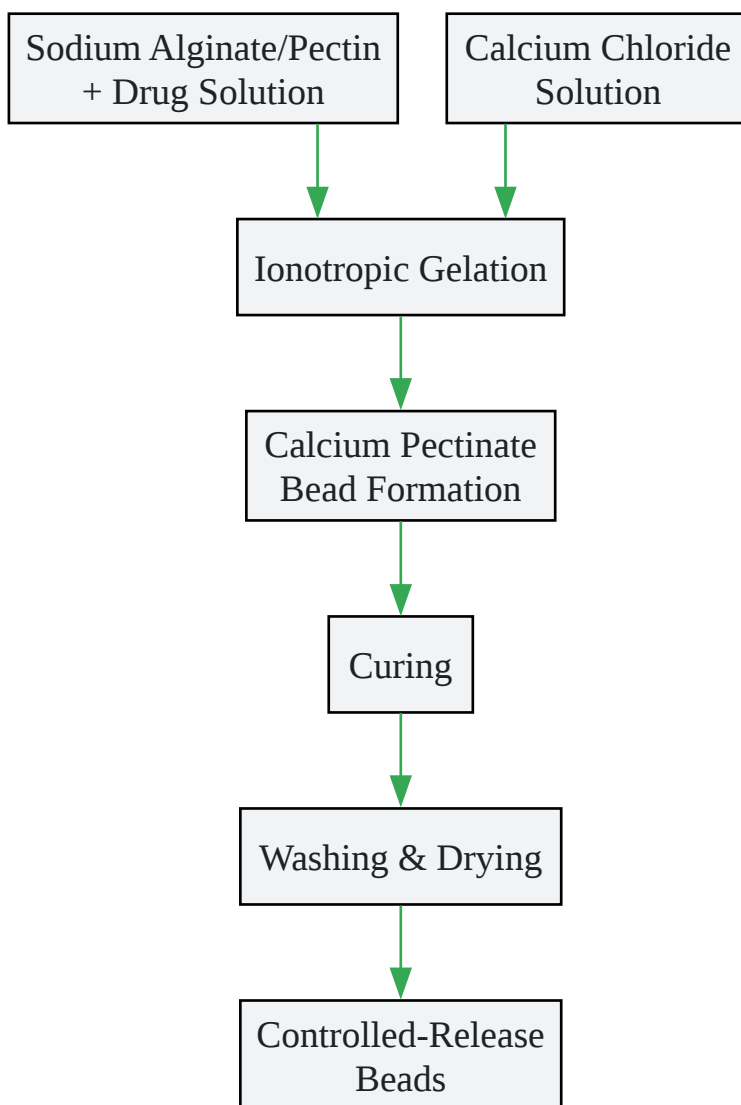 Sodium Alginate/Pectin
+ Drug Solution
Calcium Chloride
Solution
Ionotropic Gelation
Calcium Pectinate
Bead Formation
Curing
Washing & Drying
Controlled-Release
Beads